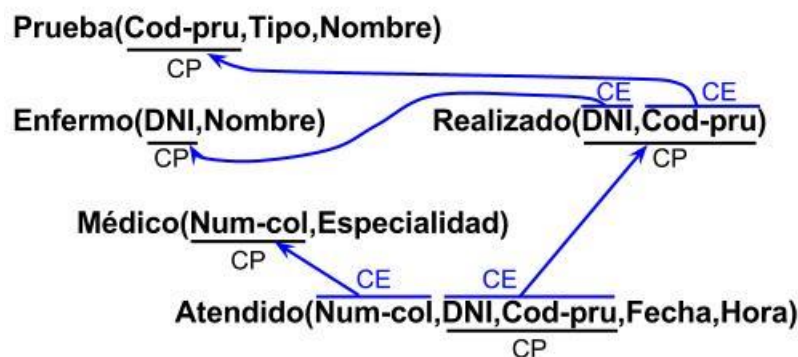 Prueba(Cod-pru,Tipo,Nombre)
CP
CE CE
Enfermo(DNI,Nombre) Realizado(DNI,Cod-pru)
CP CP
Médico(Num-col,Especialidad)
CP
CE CE
Atendido(Num-col,DNI,Cod-pru,Fecha,Hora)
CP